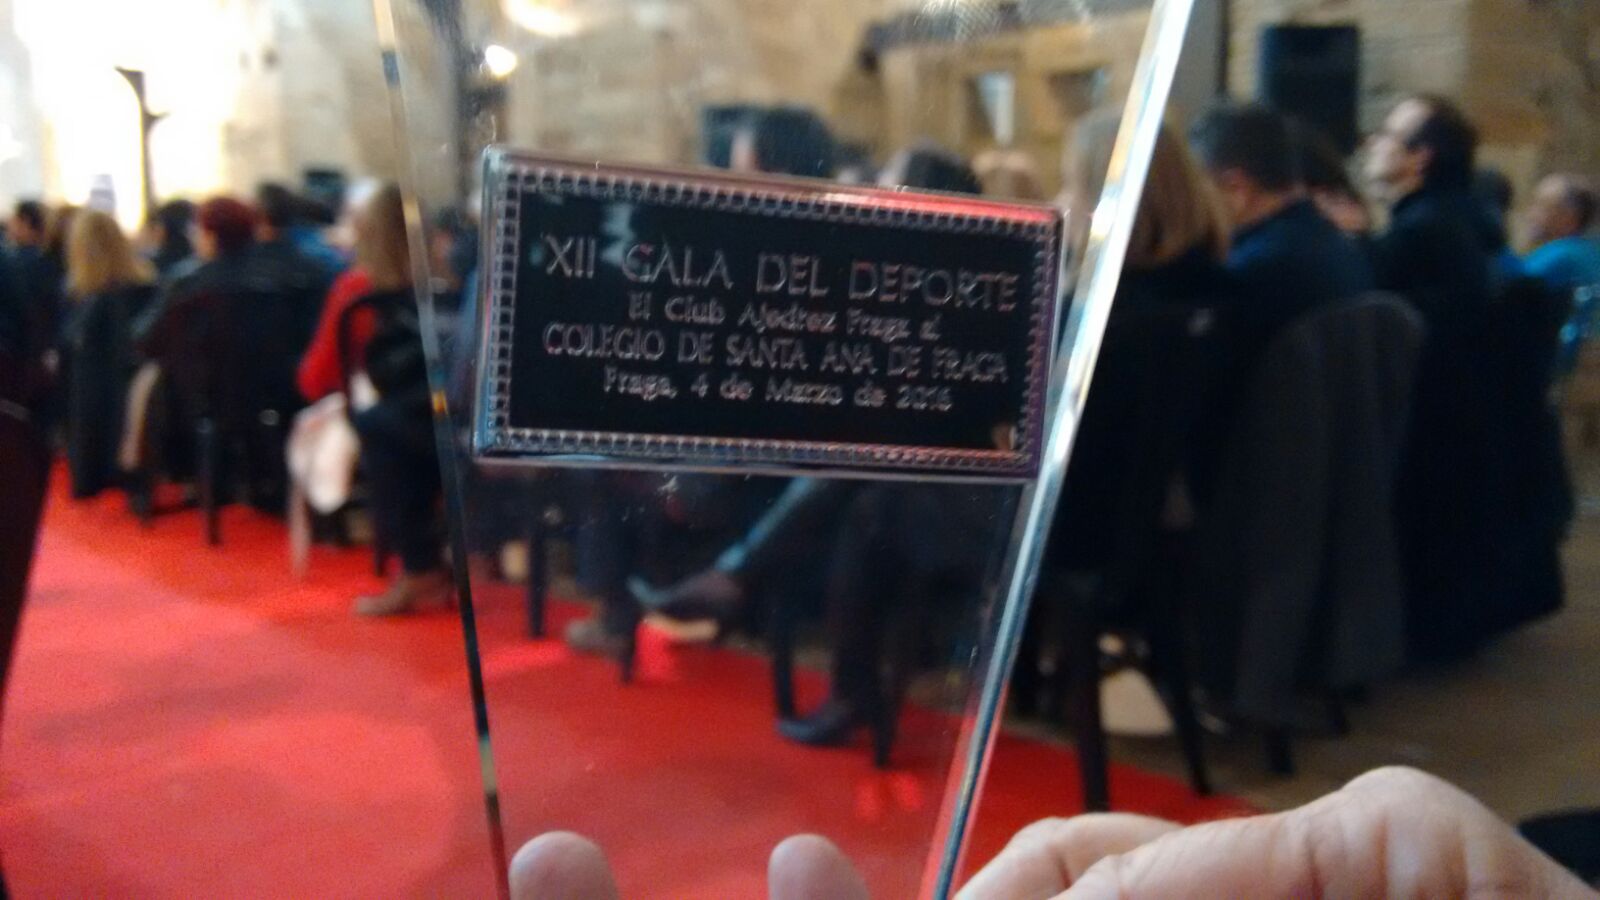 XII GALA DEL DEPORTE
El Club Ajedrez Fraga al
COLEGIO DE SANTA ANA DE FRAGA
Fraga, 4 de Marzo de 2016